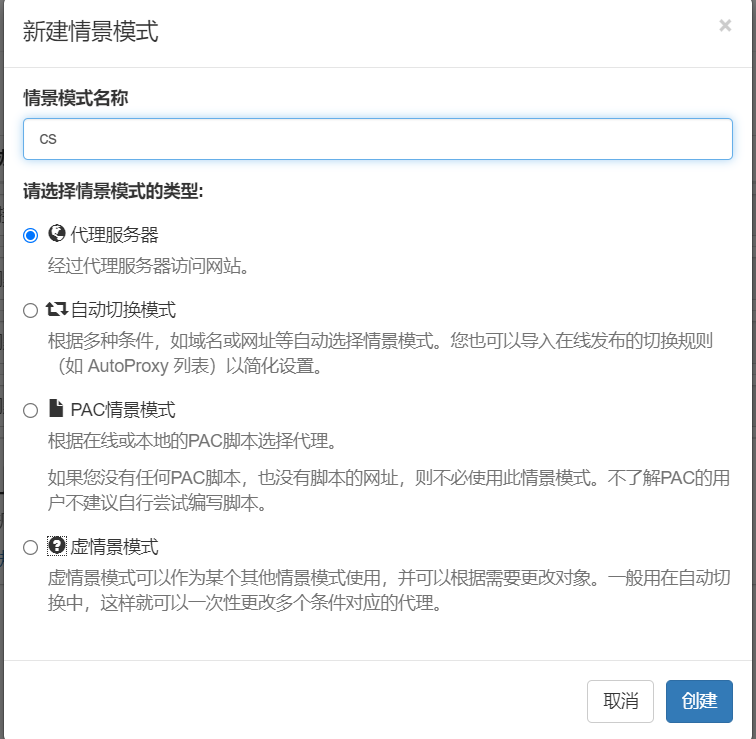 新建情景模式
×
情景模式名称
cs
请选择情景模式的类型:
代理服务器
经过代理服务器访问网站。
自动切换模式
根据多种条件，如域名或网址等自动选择情景模式。您也可以导入在线发布的切换规则
（如 AutoProxy 列表）以简化设置。
PAC情景模式
根据在线或本地的PAC脚本选择代理。
如果您没有任何PAC脚本，也没有脚本的网址，则不必使用此情景模式。不了解PAC的用
户不建议自行尝试编写脚本。
虚情景模式
虚情景模式可以作为某个其他情景模式使用，并可以根据需要更改对象。一般用在自动切
换中，这样就可以一次性更改多个条件对应的代理。
取消
创建